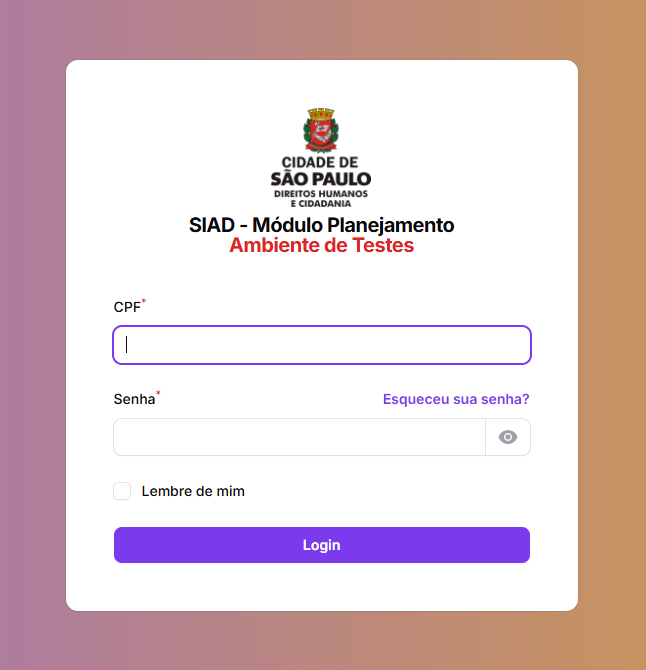 CIDADE DE
SÃO PAULO
DIREITOS HUMANOS
E CIDADANIA
SIAD - Módulo Planejamento
Ambiente de Testes
CPF*
Senha* Esqueceu sua senha?
Lembre de mim
Login